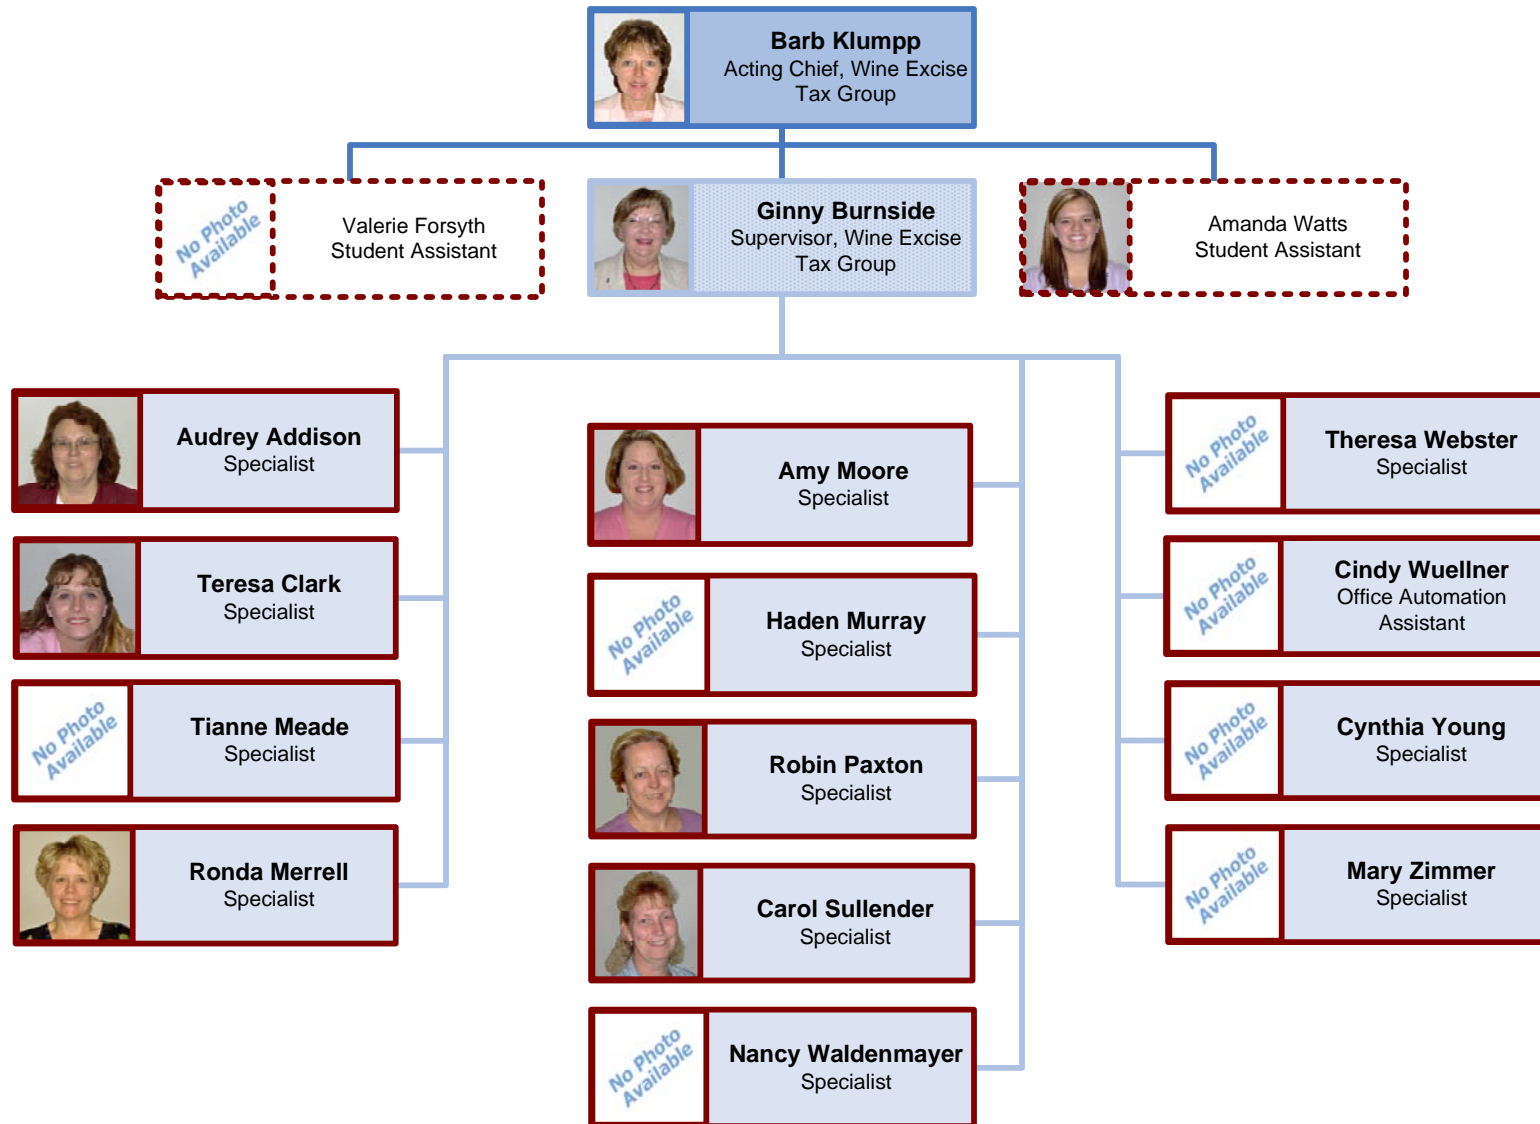 Barb Klumpp
Acting Chief, Wine Excise
Tax Group
No Photo
Available
Valerie Forsyth
Student Assistant
Ginny Burnside
Supervisor, Wine Excise
Tax Group
Amanda Watts
Student Assistant
Audrey Addison
Specialist
Teresa Clark
Specialist
No Photo
Available
Tianne Meade
Specialist
Ronda Merrell
Specialist
Amy Moore
Specialist
No Photo
Available
Haden Murray
Specialist
Robin Paxton
Specialist
Carol Sullender
Specialist
No Photo
Available
Nancy Waldenmayer
Specialist
No Photo
Available
Theresa Webster
Specialist
No Photo
Available
Cindy Wuellner
Office Automation
Assistant
No Photo
Available
Cynthia Young
Specialist
No Photo
Available
Mary Zimmer
Specialist